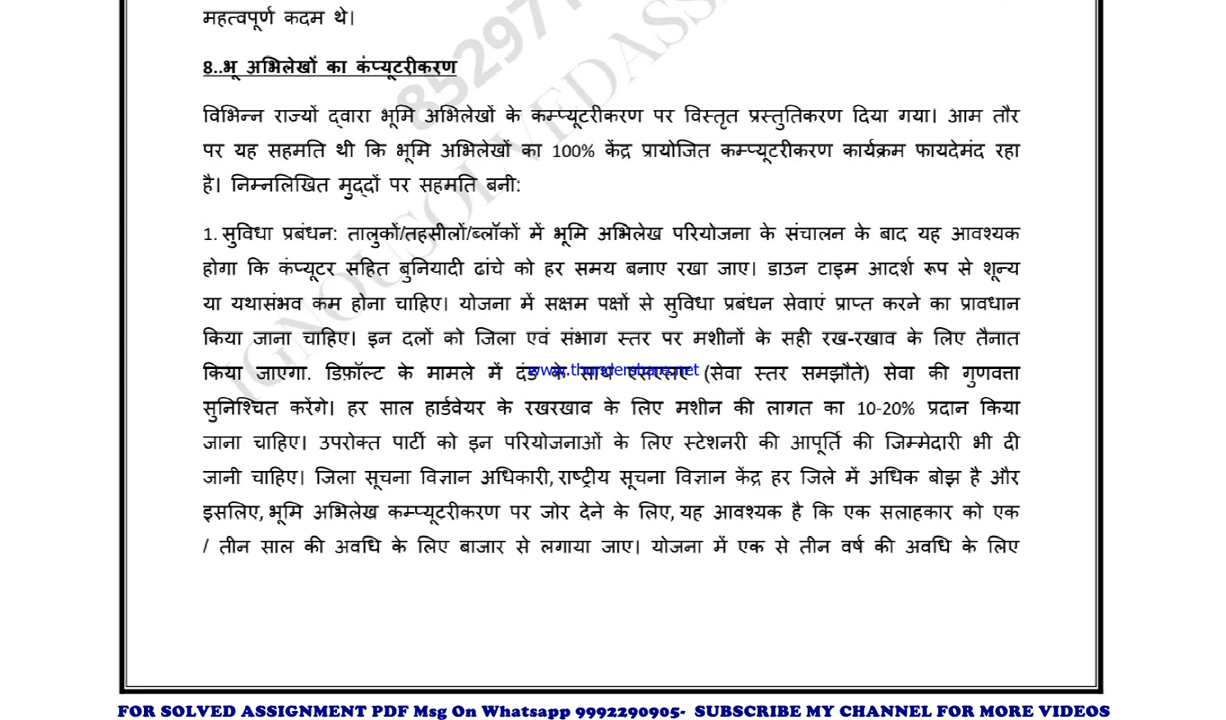 महत्वपूर्ण कदम थे।
8..भू अभिलेखों का कंप्यूटरीकरण
विभिन्न राज्यों द्वारा भूमि अभिलेखों के कम्प्यूटरीकरण पर विस्तृत प्रस्तुतिकरण दिया गया। आम तौर
पर यह सहमति थी कि भूमि अभिलेखों का 100% केंद्र प्रायोजित कम्प्यूटरीकरण कार्यक्रम फायदेमंद रहा
है। निम्नलिखित मुद्दों पर सहमति बनी:
1. सुविधा प्रबंधन: तालुकों/तहसीलों/ब्लॉकों में भूमि अभिलेख परियोजना के संचालन के बाद यह आवश्यक
होगा कि कंप्यूटर सहित बुनियादी ढांचे को हर समय बनाए रखा जाए। डाउन टाइम आदर्श रूप से शून्य
या यथासंभव कम होना चाहिए। योजना में सक्षम पक्षों से सुविधा प्रबंधन सेवाएं प्राप्त करने का प्रावधान
किया जाना चाहिए। इन दलों को जिला एवं संभाग स्तर पर मशीनों के सही रख-रखाव के लिए तैनात
किया जाएगा. डिफ़ॉल्ट के मामले में दंड के साथ एसएलए (सेवा स्तर समझौते) सेवा की गुणवत्ता
www.thundershare.net
सुनिश्चित करेंगे। हर साल हार्डवेयर के रखरखाव के लिए मशीन की लागत का 10-20% प्रदान किया
जाना चाहिए। उपरोक्त पार्टी को इन परियोजनाओं के लिए स्टेशनरी की आपूर्ति की जिम्मेदारी भी दी
जानी चाहिए। जिला सूचना विज्ञान अधिकारी, राष्ट्रीय सूचना विज्ञान केंद्र हर जिले में अधिक बोझ है और
इसलिए, भूमि अभिलेख कम्प्यूटरीकरण पर जोर देने के लिए, यह आवश्यक है कि एक सलाहकार को एक
/ तीन साल की अवधि के लिए बाजार से लगाया जाए। योजना में एक से तीन वर्ष की अवधि के लिए
FOR SOLVED ASSIGNMENT PDF Msg On Whatsapp 9992290905- SUBSCRIBE MY CHANNEL FOR MORE VIDEOS